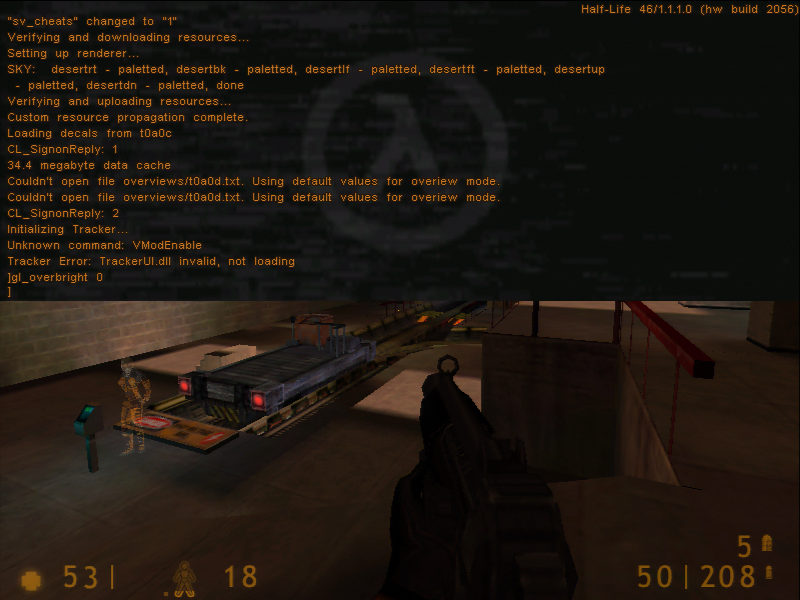 Half-Life 46/1.1.1.0 (hw build 2056)
"sv_cheats" changed to "1"
Verifying and downloading resources...
Setting up renderer...
SKY: desertrt - paletted, desertbk - paletted, desertlf - paletted, desertft - paletted, desertup
- paletted, desertdn - paletted, done
Verifying and uploading resources...
Custom resource propagation complete.
Loading decals from t0a0c
CL_SignonReply: 1
34.4 megabyte data cache
Couldn't open file overviews/t0a0d.txt. Using default values for overiew mode.
Couldn't open file overviews/t0a0d.txt. Using default values for overiew mode.
CL_SignonReply: 2
Initializing Tracker...
Unknown command: VModEnable
Tracker Error: TrackerUI.dll invalid, not loading
]gl_overbright 0
]
5
53| 18 50|208